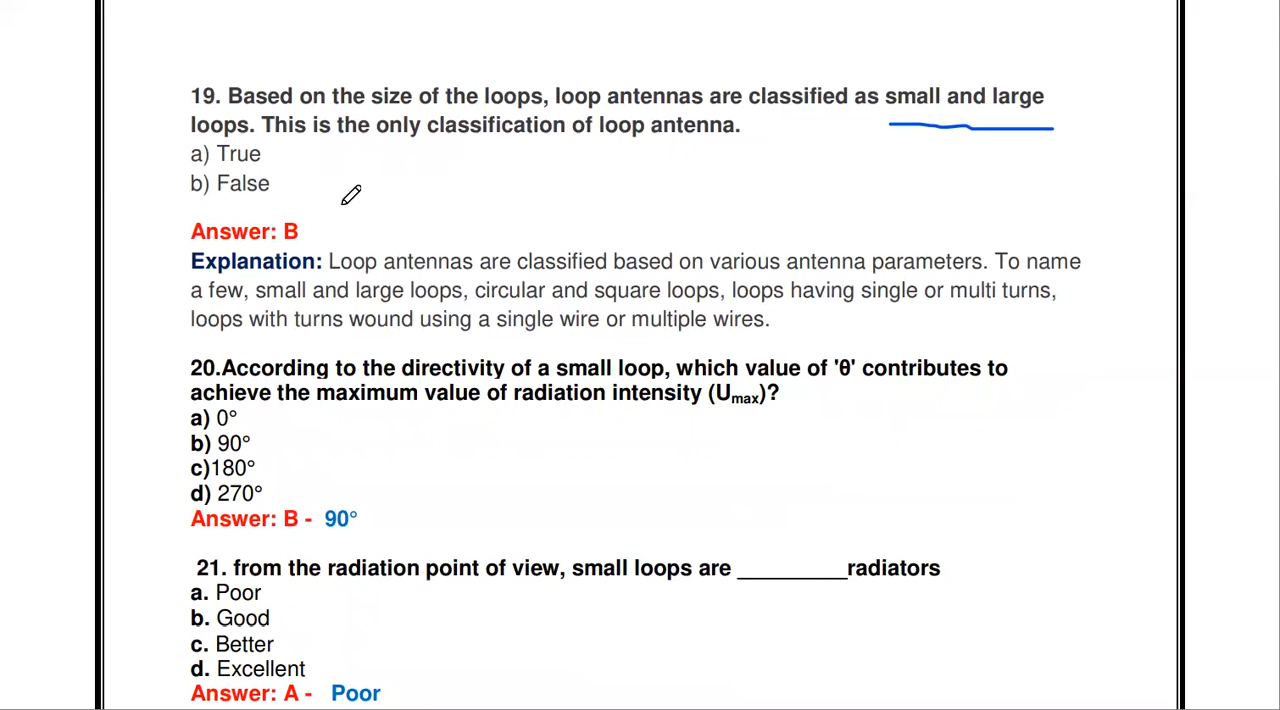 19. Based on the size of the loops, loop antennas are classified as small and large
loops. This is the only classification of loop antenna.
a) True
b) False
Answer: B
Explanation: Loop antennas are classified based on various antenna parameters. To name
a few, small and large loops, circular and square loops, loops having single or multi turns,
loops with turns wound using a single wire or multiple wires.
20.According to the directivity of a small loop, which value of 'θ' contributes to
achieve the maximum value of radiation intensity (Umax)?
a) 0°
b) 90°
c)180°
d) 270°
Answer: B - 90°
21. from the radiation point of view, small loops are _________radiators
a. Poor
b. Good
c. Better
d. Excellent
Answer: A - Poor